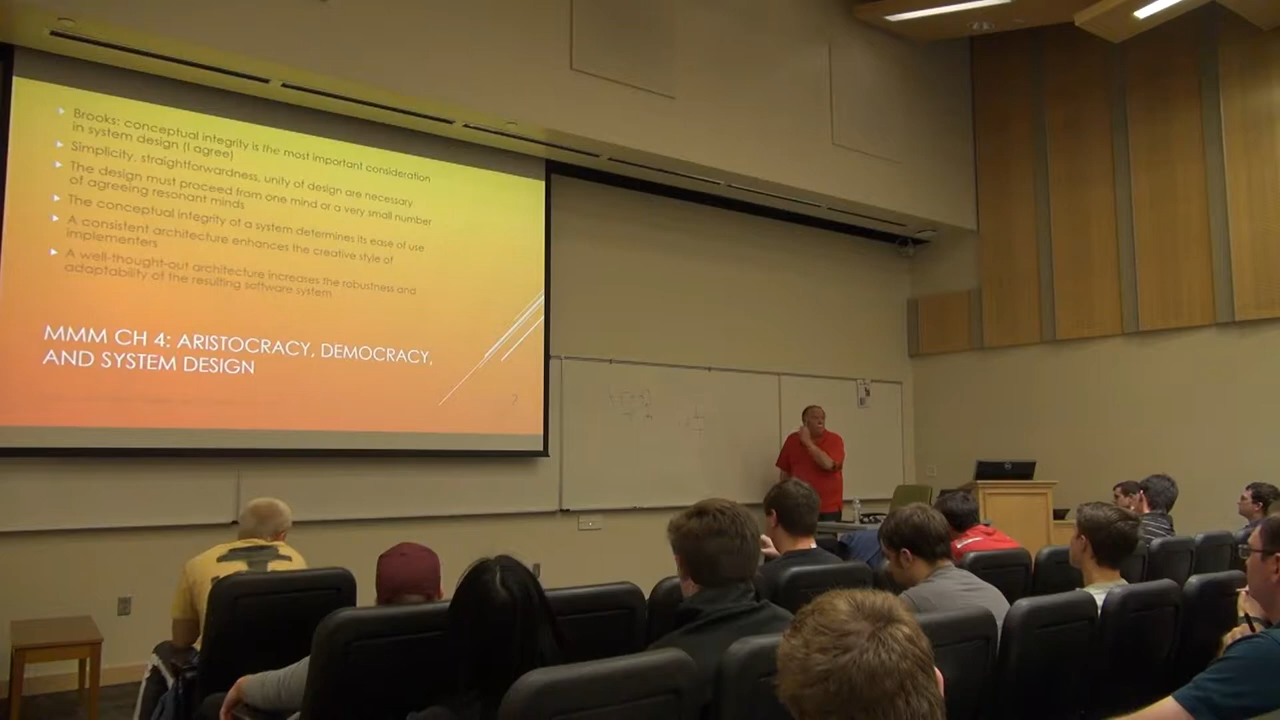 Brooks: conceptual integrity is the most important consideration
in system design (I agree)
Simplicity, straightforwardness, unity of design are necessary
The design must proceed from one mind or a very small number
of agreeing resonant minds
The conceptual integrity of a system determines its ease of use
A consistent architecture enhances the creative style of
implementers
A well-thought-out architecture increases the robustness and
adaptability of the resulting software system
MMM CH 4: ARISTOCRACY, DEMOCRACY,
AND SYSTEM DESIGN